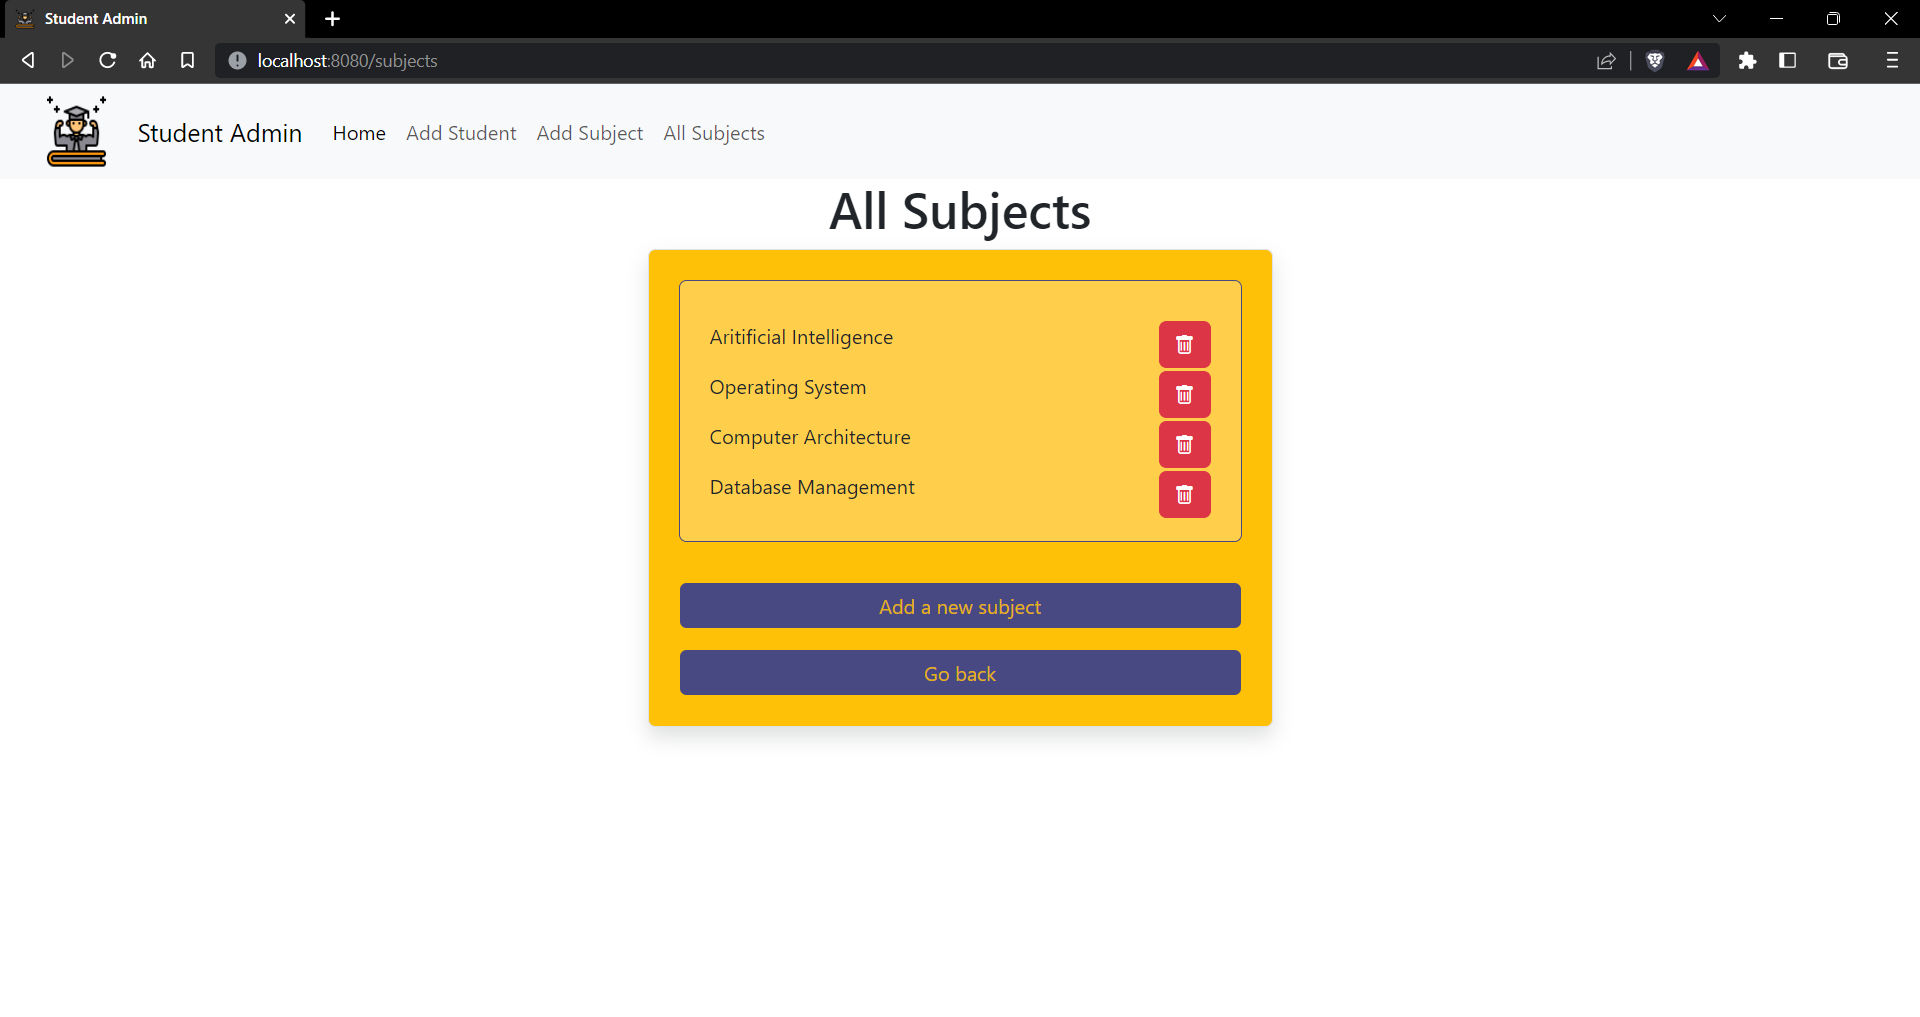 Student Admin
localhost:8080/subjects
Student Admin Home Add Student Add Subject All Subjects
All Subjects
Aritificial Intelligence
Operating System
Computer Architecture
Database Management
Add a new subject
Go back